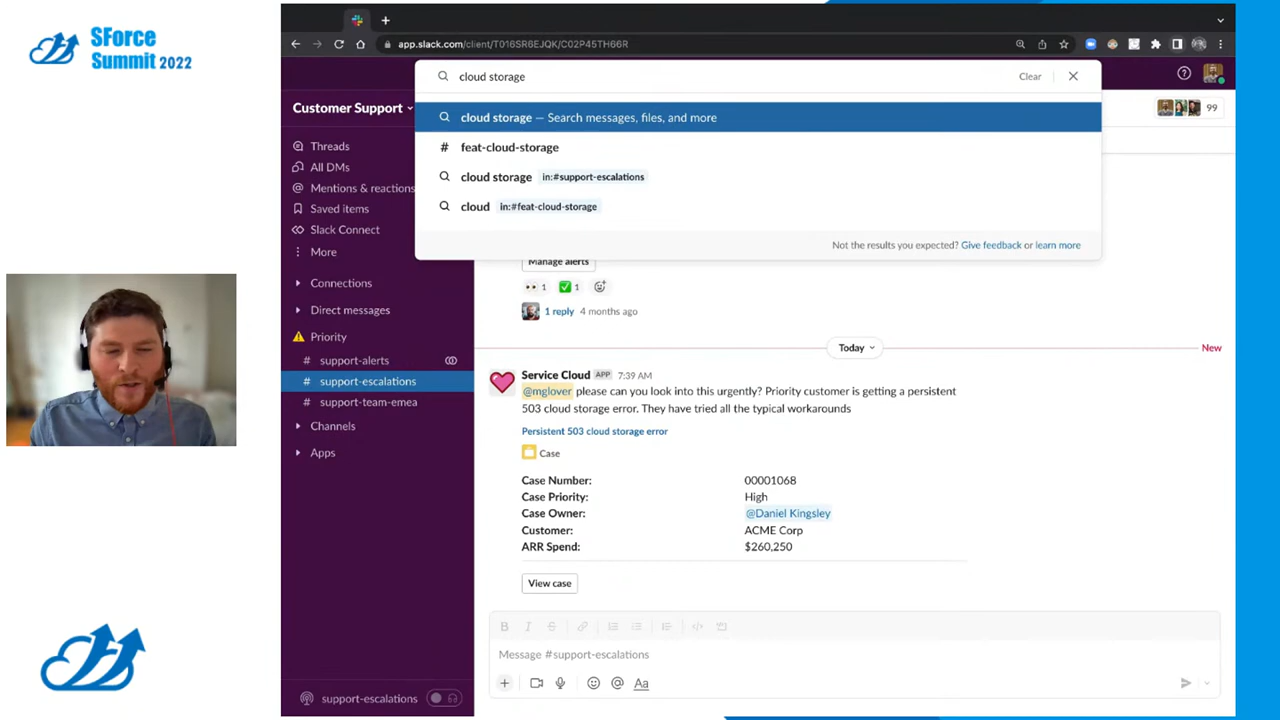 SForce
Summit 2022
app.slack.com/client/T016SR6EJQK/C02P45TH66R
cloud storage
Clear
cloud storage — Search messages, files, and more
# feat-cloud-storage
cloud storage in:#support-escalations
cloud in:#feat-cloud-storage
Not the results you expected? Give feedback or learn more
99
Customer Support
Threads
All DMs
Mentions & reactions
Saved items
Slack Connect
More
Connections
Direct messages
Priority
# support-alerts
# support-escalations
# support-team-emea
Channels
Apps
support-escalations
Manage alerts
1
1
1 reply 4 months ago
Today
New
Service Cloud APP 7:39 AM
@mglover please can you look into this urgently? Priority customer is getting a persistent
503 cloud storage error. They have tried all the typical workarounds
Persistent 503 cloud storage error
Case
Case Number: 00001068
Case Priority: High
Case Owner: @Daniel Kingsley
Customer: ACME Corp
ARR Spend: $260,250
View case
B I S
Message #support-escalations
Aa